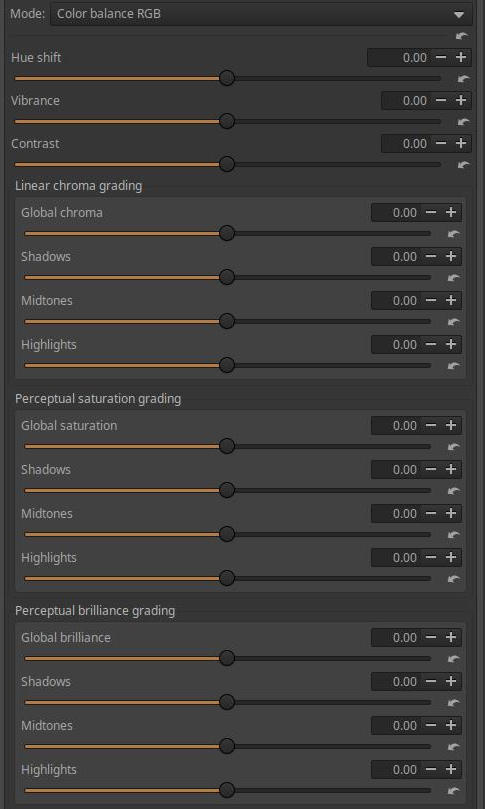 Mode: Color balance RGB
Hue shift 0.00
Vibrance 0.00
Contrast 0.00
Linear chroma grading
Global chroma 0.00
Shadows 0.00
Midtones 0.00
Highlights 0.00
Perceptual saturation grading
Global saturation 0.00
Shadows 0.00
Midtones 0.00
Highlights 0.00
Perceptual brilliance grading
Global brilliance 0.00
Shadows 0.00
Midtones 0.00
Highlights 0.00